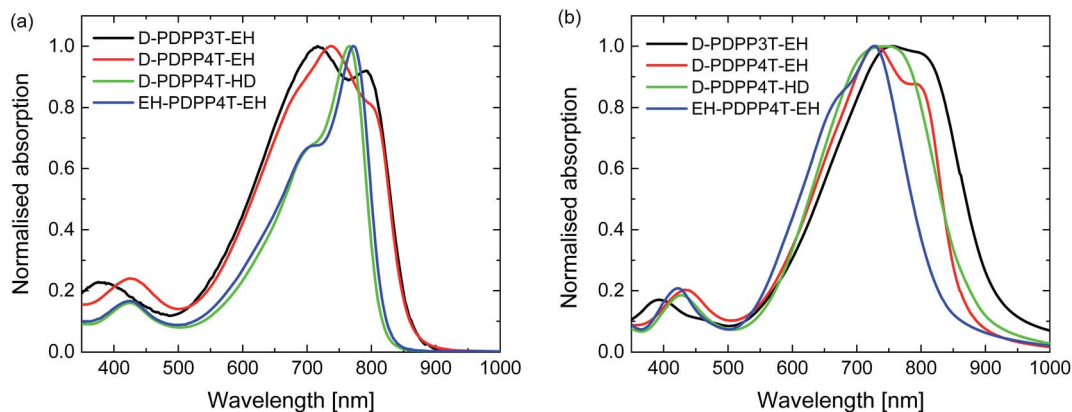 (a)
D-PDPP3T-EH
D-PDPP4T-EH
D-PDPP4T-HD
EH-PDPP4T-EH
Normalised absorption
1.0
0.8
0.6
0.4
0.2
0.0
400 500 600 700 800 900 1000
Wavelength [nm]
(b)
D-PDPP3T-EH
D-PDPP4T-EH
D-PDPP4T-HD
EH-PDPP4T-EH
Normalised absorption
1.0
0.8
0.6
0.4
0.2
0.0
400 500 600 700 800 900 1000
Wavelength [nm]